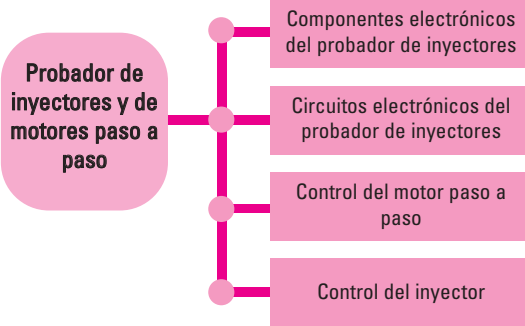 Probador de
inyectores y de
motores paso a
paso
Componentes electrónicos
del probador de inyectores
Circuitos electrónicos del
probador de inyectores
Control del motor paso a
paso
Control del inyector